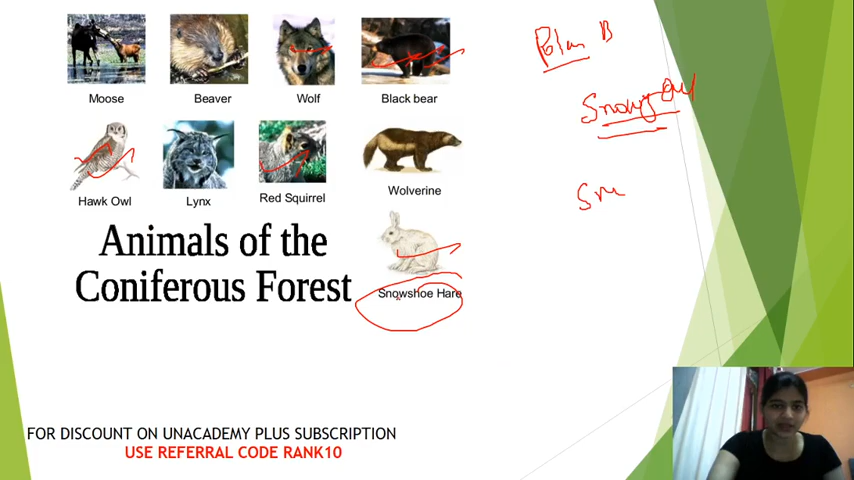 Moose Beaver Wolf Black bear
Hawk Owl Lynx Red Squirrel Wolverine
Animals of the
Coniferous Forest
Snowshoe Hare
Polar B
Snowy Owl
FOR DISCOUNT ON UNACADEMY PLUS SUBSCRIPTION
USE REFERRAL CODE RANK10